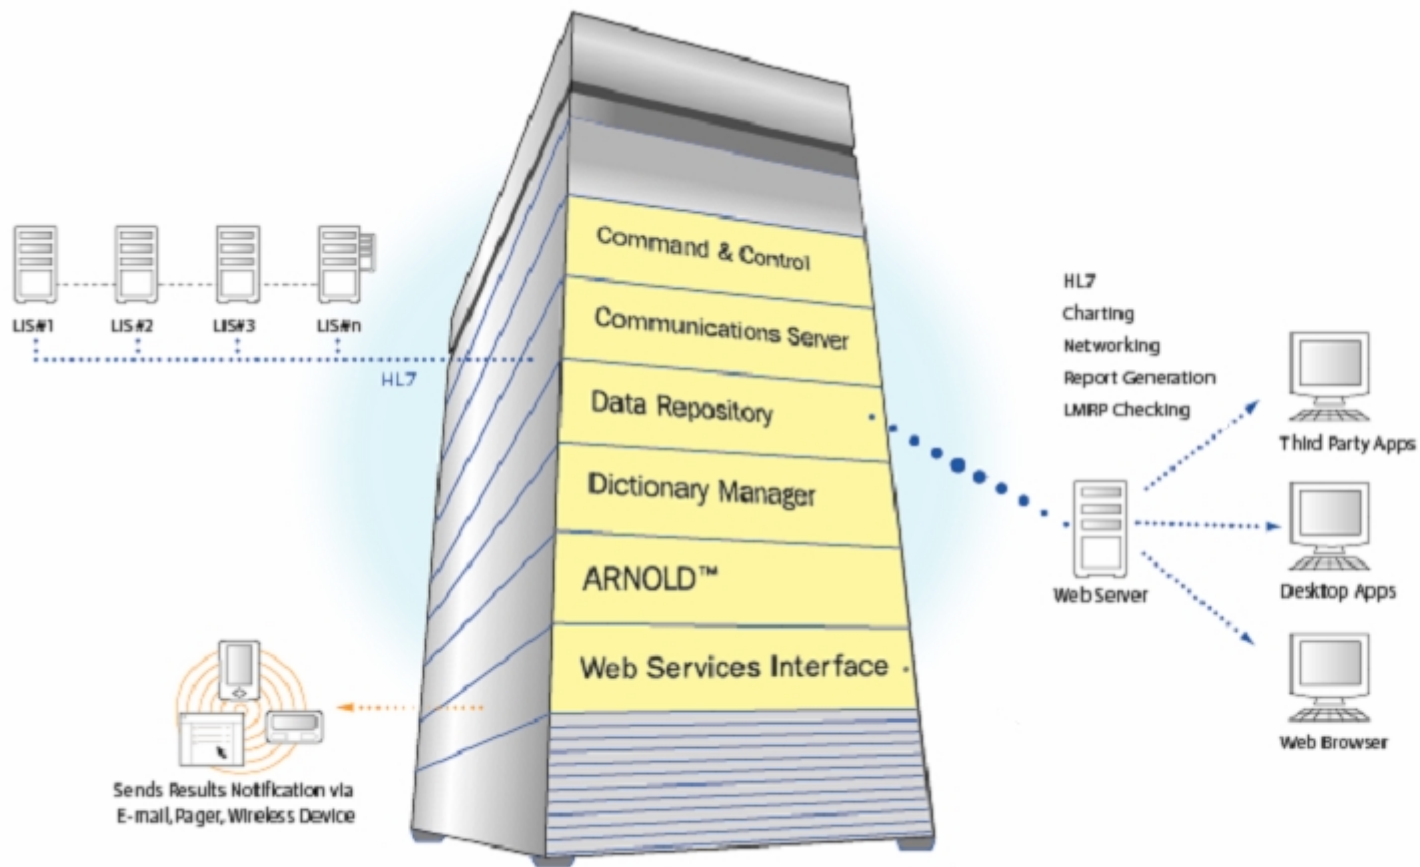 Command & Control
Communications Server
Data Repository
Dictionary Manager
ARNOLD™
Web Services Interface
LIS#1
LIS#2
LIS#3
LIS#n
HL7
Sends Results Notification via
E-mail, Pager, Wireless Device
HL7
Charting
Networking
Report Generation
LMRP Checking
Web Server
Third Party Apps
Desktop Apps
Web Browser